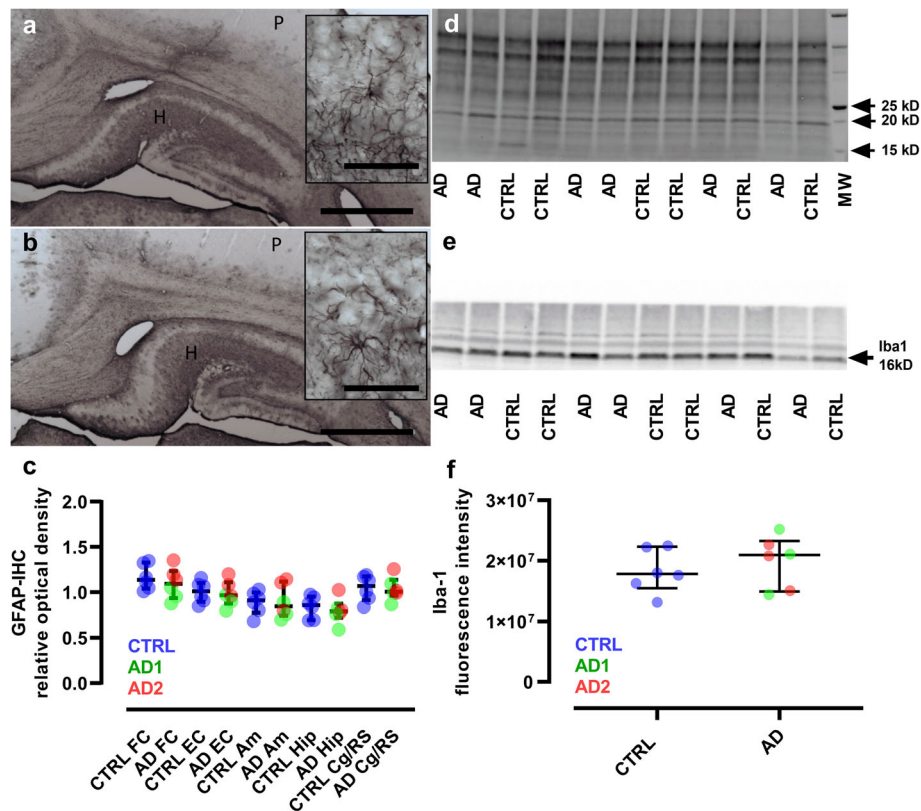 a
P
H
b
P
H
c
GFAP-IHC
relative optical density
2.0
1.5
1.0
0.5
0.0
CTRL
AD1
AD2
CTRL FC
AD FC
CTRL EC
AD EC
CTRL Am
AD Am
CTRL Hip
AD Hip
CTRL Cg/RS
AD Cg/RS
d
25 kD
20 kD
15 kD
AD
AD
CTRL
CTRL
AD
AD
CTRL
CTRL
AD
CTRL
AD
CTRL
MW
e
Iba1
16kD
AD
AD
CTRL
CTRL
AD
AD
CTRL
CTRL
AD
CTRL
AD
CTRL
f
Iba-1
fluorescence intensity
3×10⁷
2×10⁷
1×10⁷
0
CTRL
AD1
AD2
CTRL
AD